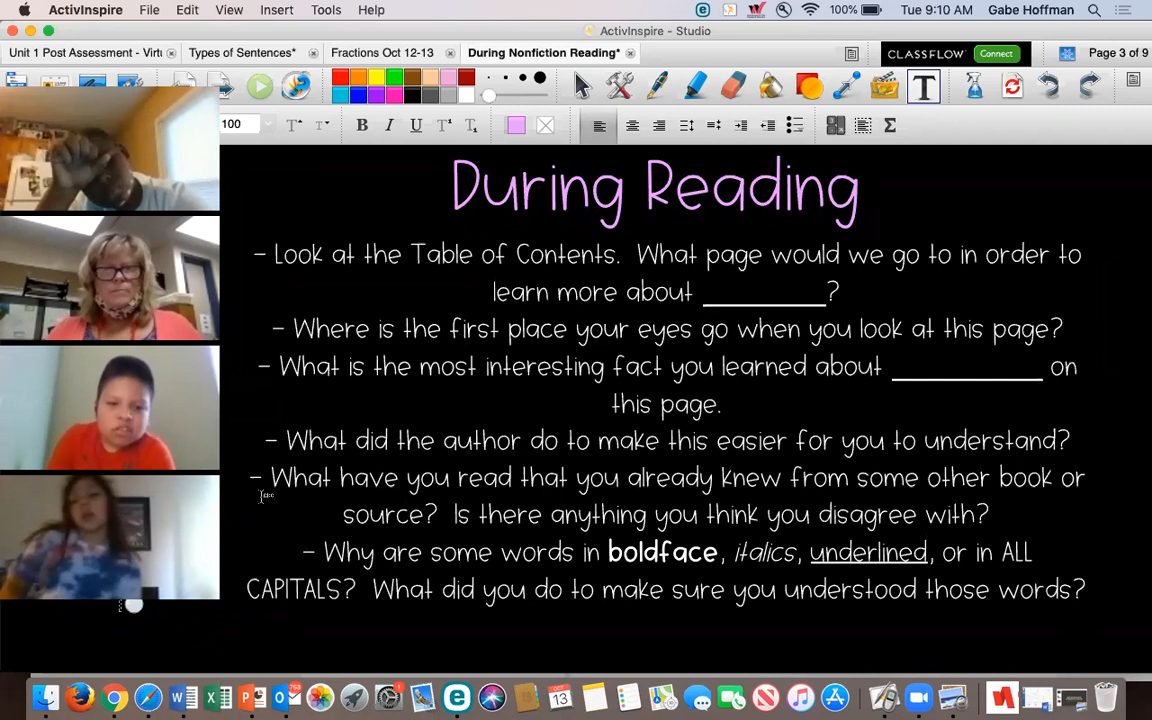 ActivInspire File Edit View Insert Tools Help 100% Tue 9:10 AM Gabe Hoffman
ActivInspire - Studio
Unit 1 Post Assessment - Virtu Types of Sentences* Fractions Oct 12-13 During Nonfiction Reading* CLASSFLOW Connect Page 3 of 9
T
100 T T B I U T T Σ
During Reading
- Look at the Table of Contents. What page would we go to in order to
learn more about __________?
- Where is the first place your eyes go when you look at this page?
- What is the most interesting fact you learned about ____________ on
this page.
- What did the author do to make this easier for you to understand?
- What have you read that you already knew from some other book or
source? Is there anything you think you disagree with?
- Why are some words in boldface, italics, underlined, or in ALL
CAPITALS? What did you do to make sure you understood those words?
763 OCT 13 1